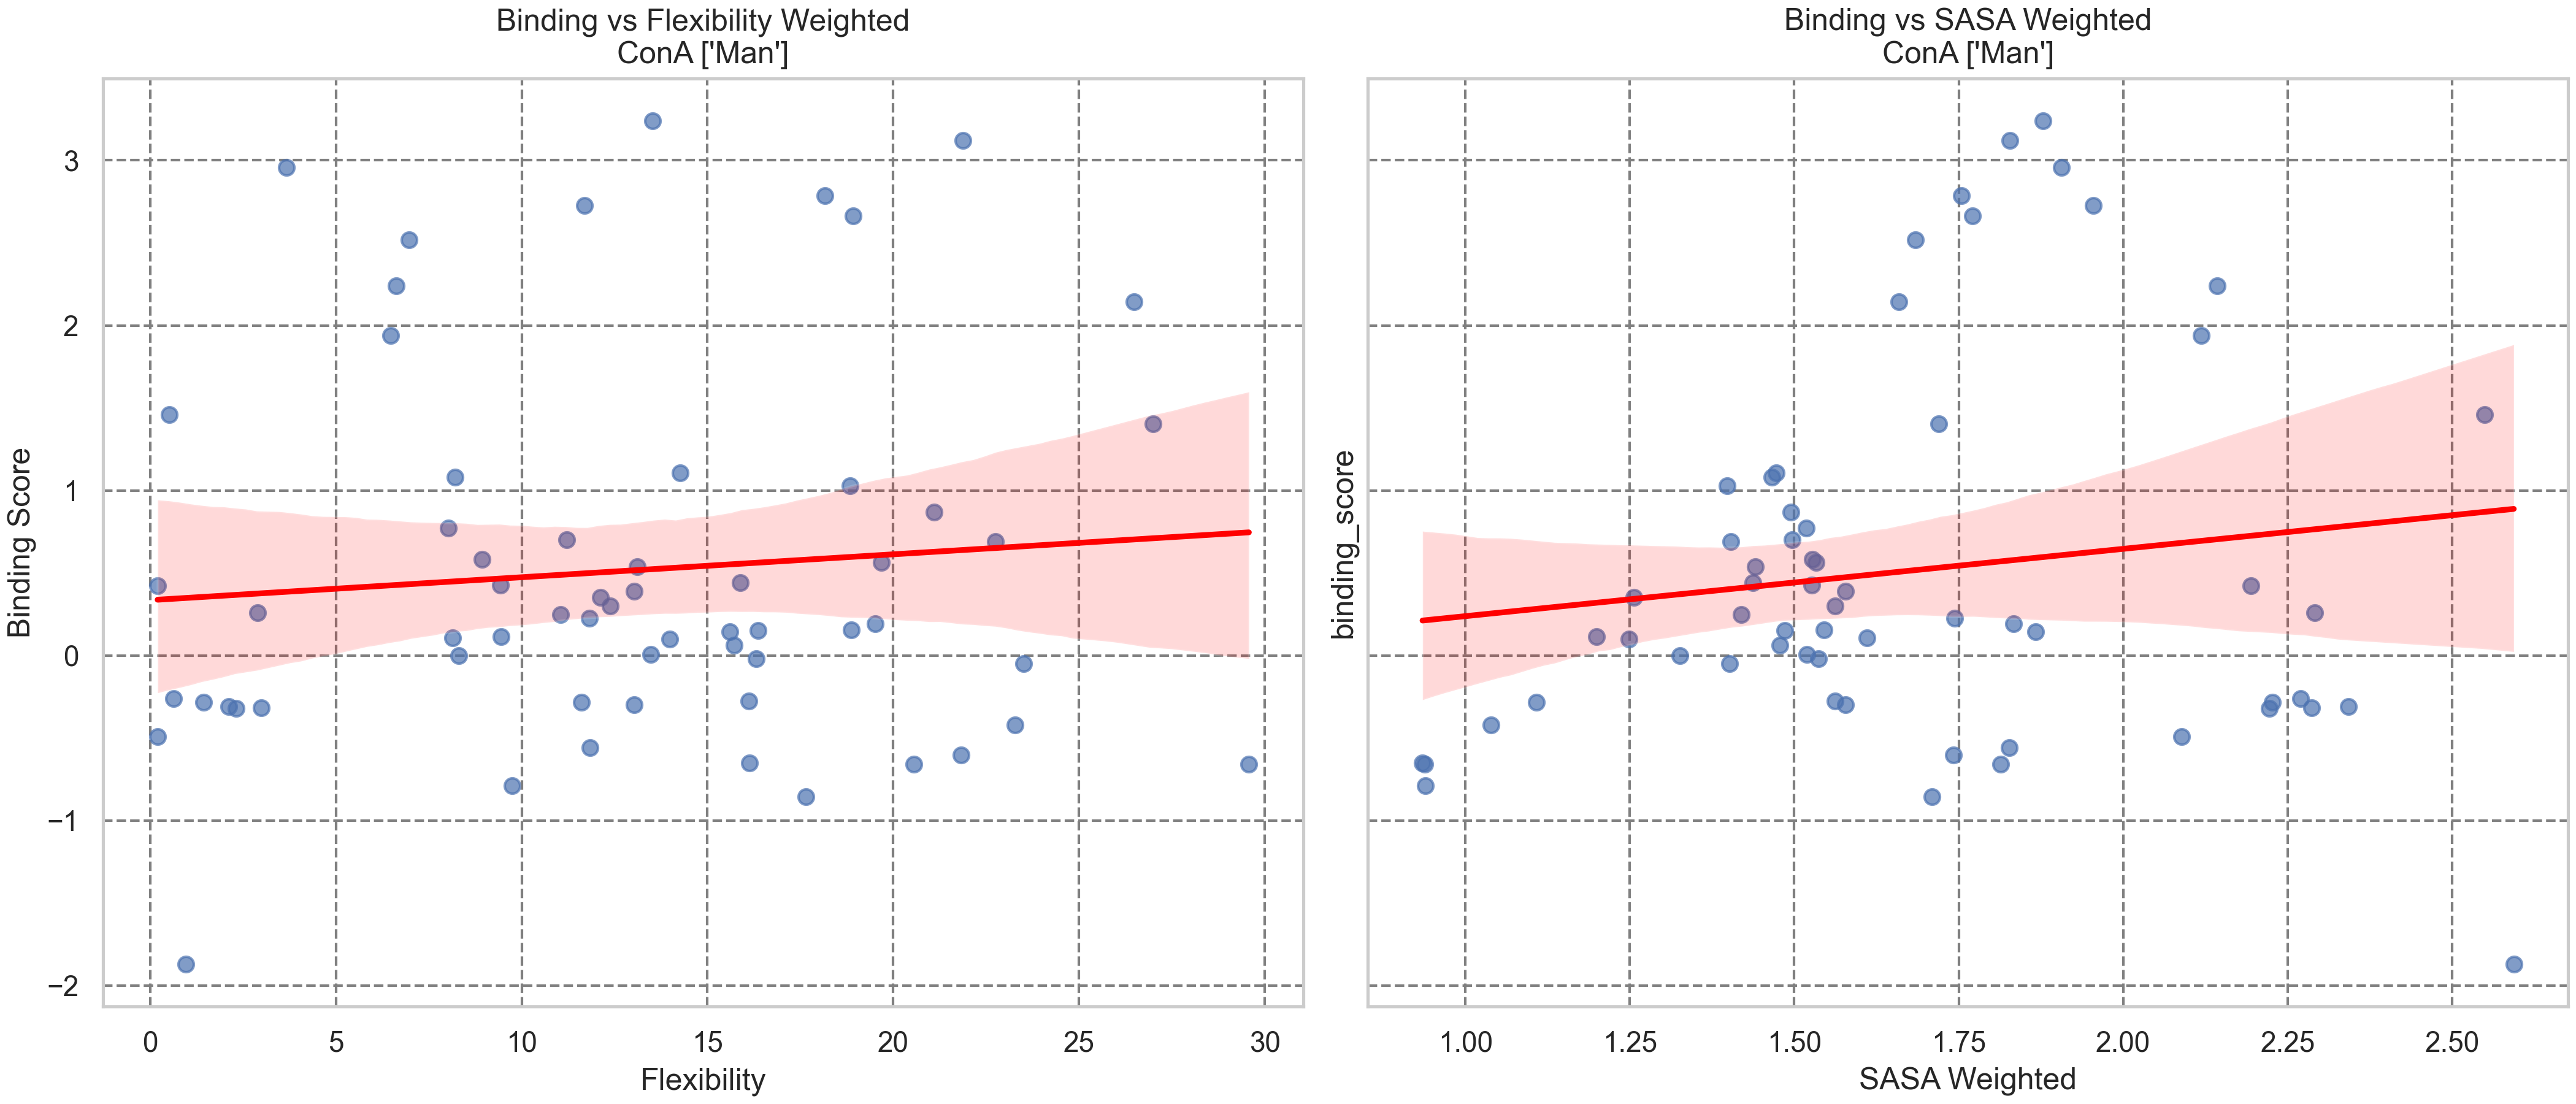 Binding vs Flexibility Weighted
ConA ['Man']
Binding Score
3
2
1
0
−1
−2
0 5 10 15 20 25 30
Flexibility
Binding vs SASA Weighted
ConA ['Man']
binding_score
1.00 1.25 1.50 1.75 2.00 2.25 2.50
SASA Weighted